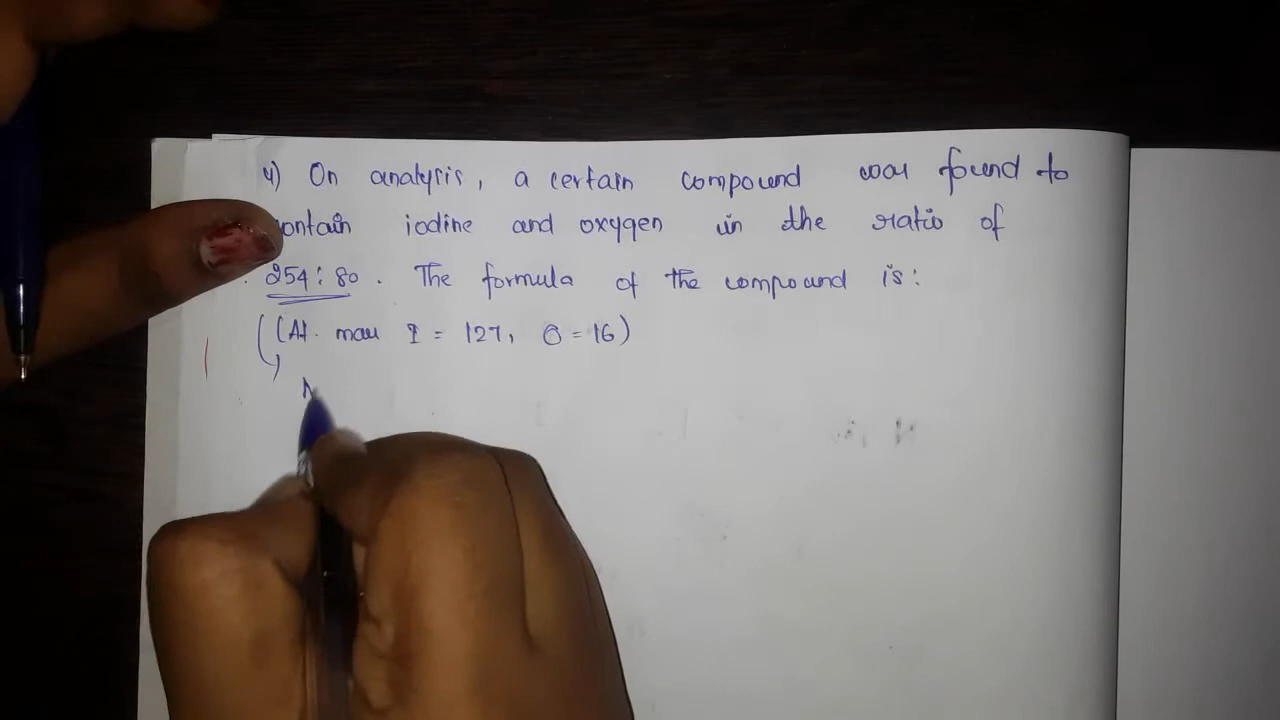 4) On analysis, a certain compound was found to
contain iodine and oxygen in the ratio of
254:80. The formula of the compound is:
(At. mass I = 127, O = 16)